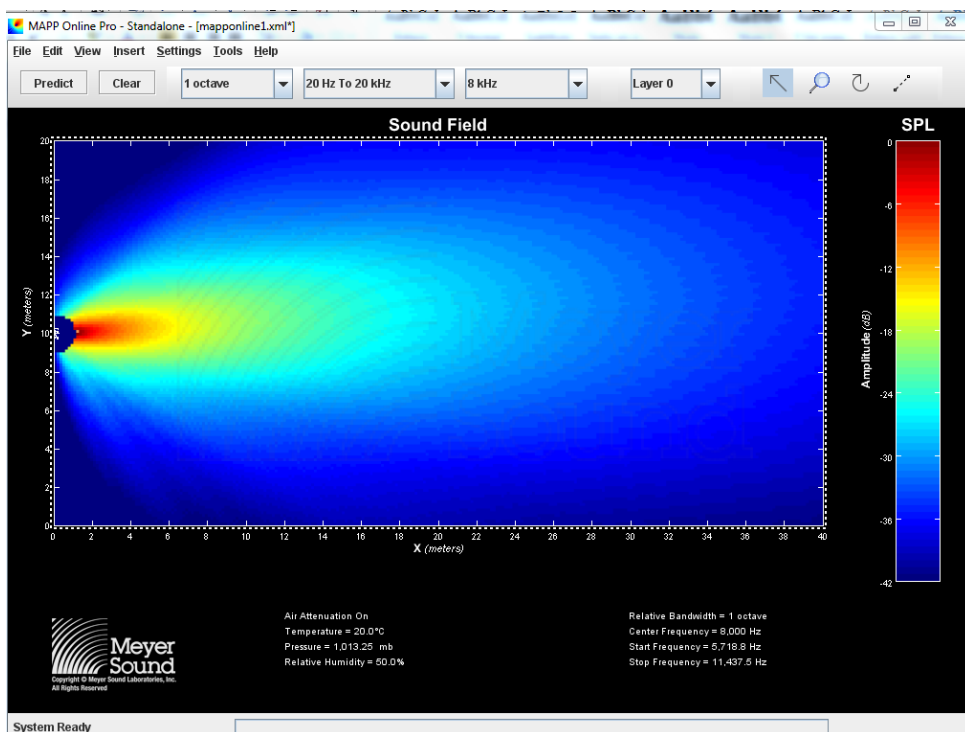 MAPP Online Pro - Standalone - [mapponline1.xml*]
File Edit View Insert Settings Tools Help
Predict Clear 1 octave 20 Hz To 20 kHz 8 kHz Layer 0
Sound Field
SPL
20
18
16
14
12
10
8
6
4
2
0
Y (meters)
0 2 4 6 8 10 12 14 16 18 20 22 24 26 28 30 32 34 36 38 40
X (meters)
0
-6
-12
-18
-24
-30
-36
-42
Amplitude (dB)
Meyer
Sound
Copyright © Meyer Sound Laboratories, Inc.
All Rights Reserved
Air Attenuation On
Temperature = 20.0°C
Pressure = 1,013.25 mb
Relative Humidity = 50.0%
Relative Bandwidth = 1 octave
Center Frequency = 8,000 Hz
Start Frequency = 5,718.8 Hz
Stop Frequency = 11,437.5 Hz
System Ready